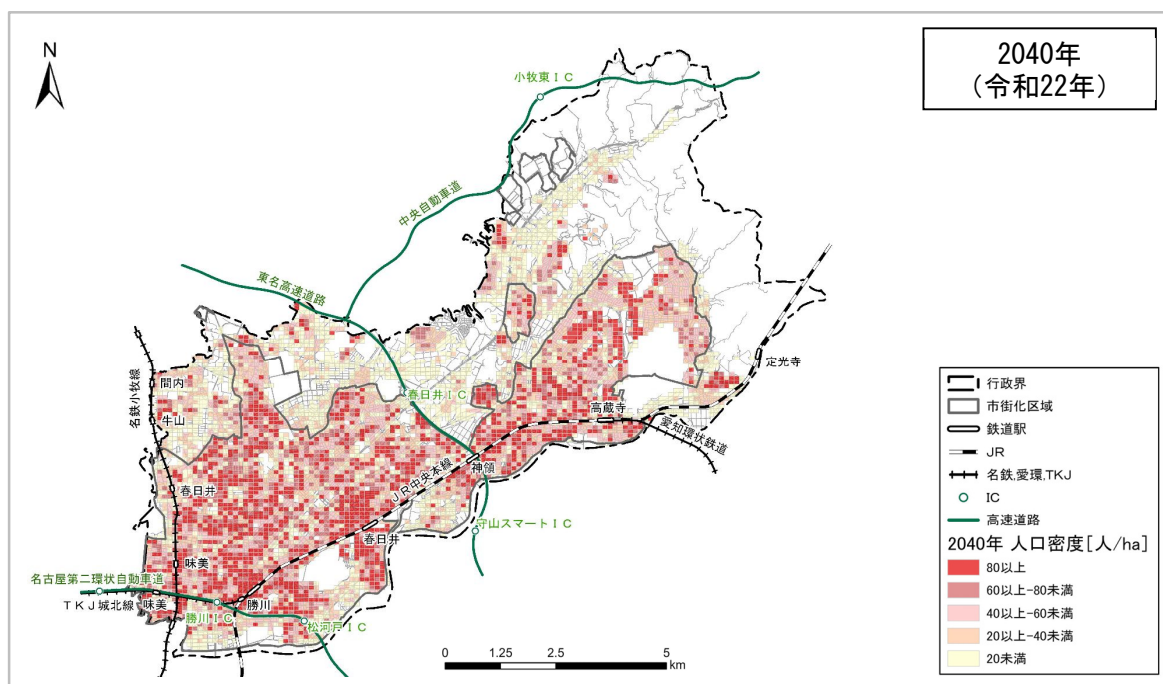 N
2040年
(令和22年)
小牧東IC
中央自動車道
東名高速道路
名鉄小牧線
間内
牛山
春日井IC
定光寺
高蔵寺
愛知環状鉄道
神領
JR中央本線
春日井
守山スマートIC
春日井
味美
名古屋第二環状自動車道
TKJ城北線
味美
勝川
勝川IC
松河戸IC
0 1.25 2.5 5
km
行政界
市街化区域
鉄道駅
JR
名鉄,愛環,TKJ
IC
高速道路
2040年 人口密度[人/ha]
80以上
60以上-80未満
40以上-60未満
20以上-40未満
20未満